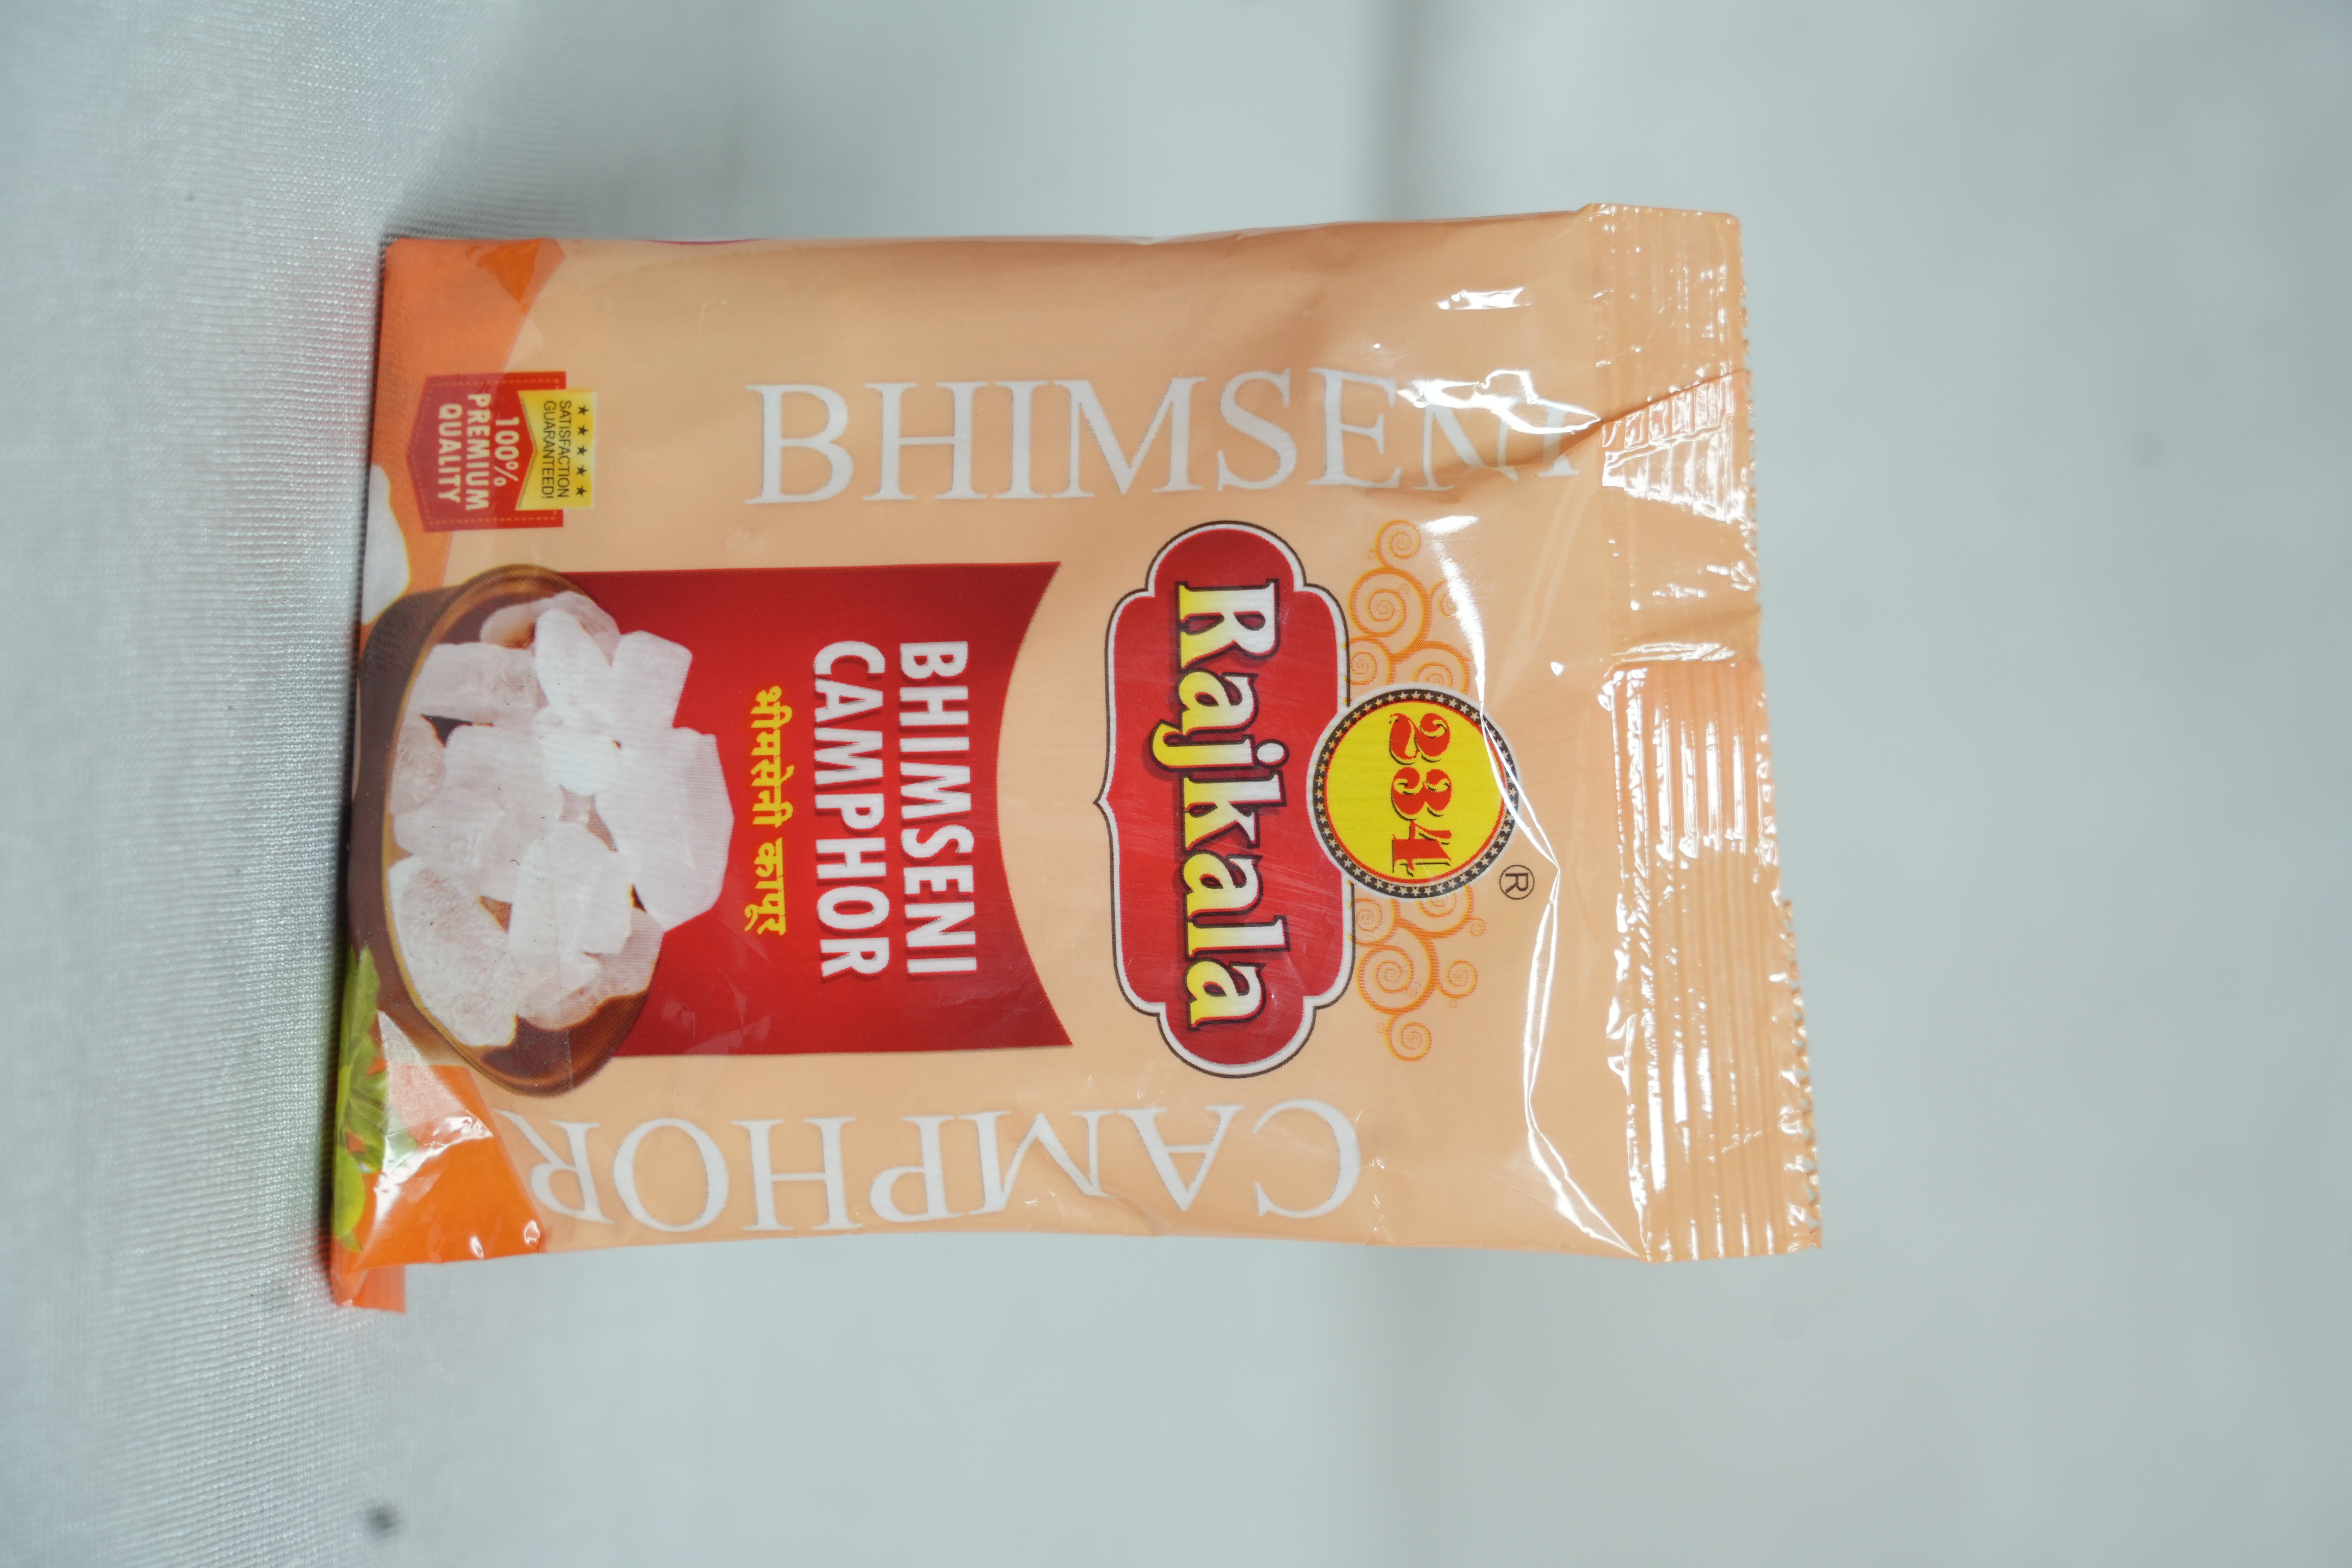 234
®
Rajkala
BHIMSENI
CAMPHOR
भीमसेनी कापूर
BHIMSENI
CAMPHOR
★★★★★
SATISFACTION
GUARANTEED!
100%
PREMIUM
QUALITY